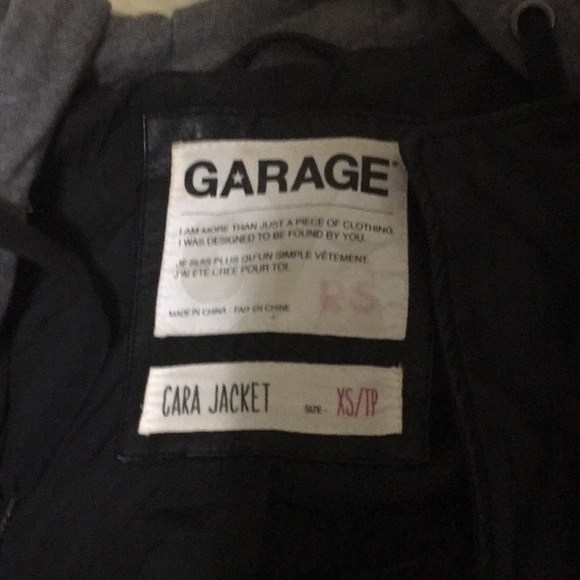 GARAGE
I AM MORE THAN JUST A PIECE OF CLOTHING.
I WAS DESIGNED TO BE FOUND BY YOU.
JE SUIS PLUS QU'UN SIMPLE VÊTEMENT.
J'AI ÉTÉ CRÉÉ POUR TOI.
MADE IN CHINA - FAIT EN CHINE
RS
CARA JACKET SIZE - XS/TP